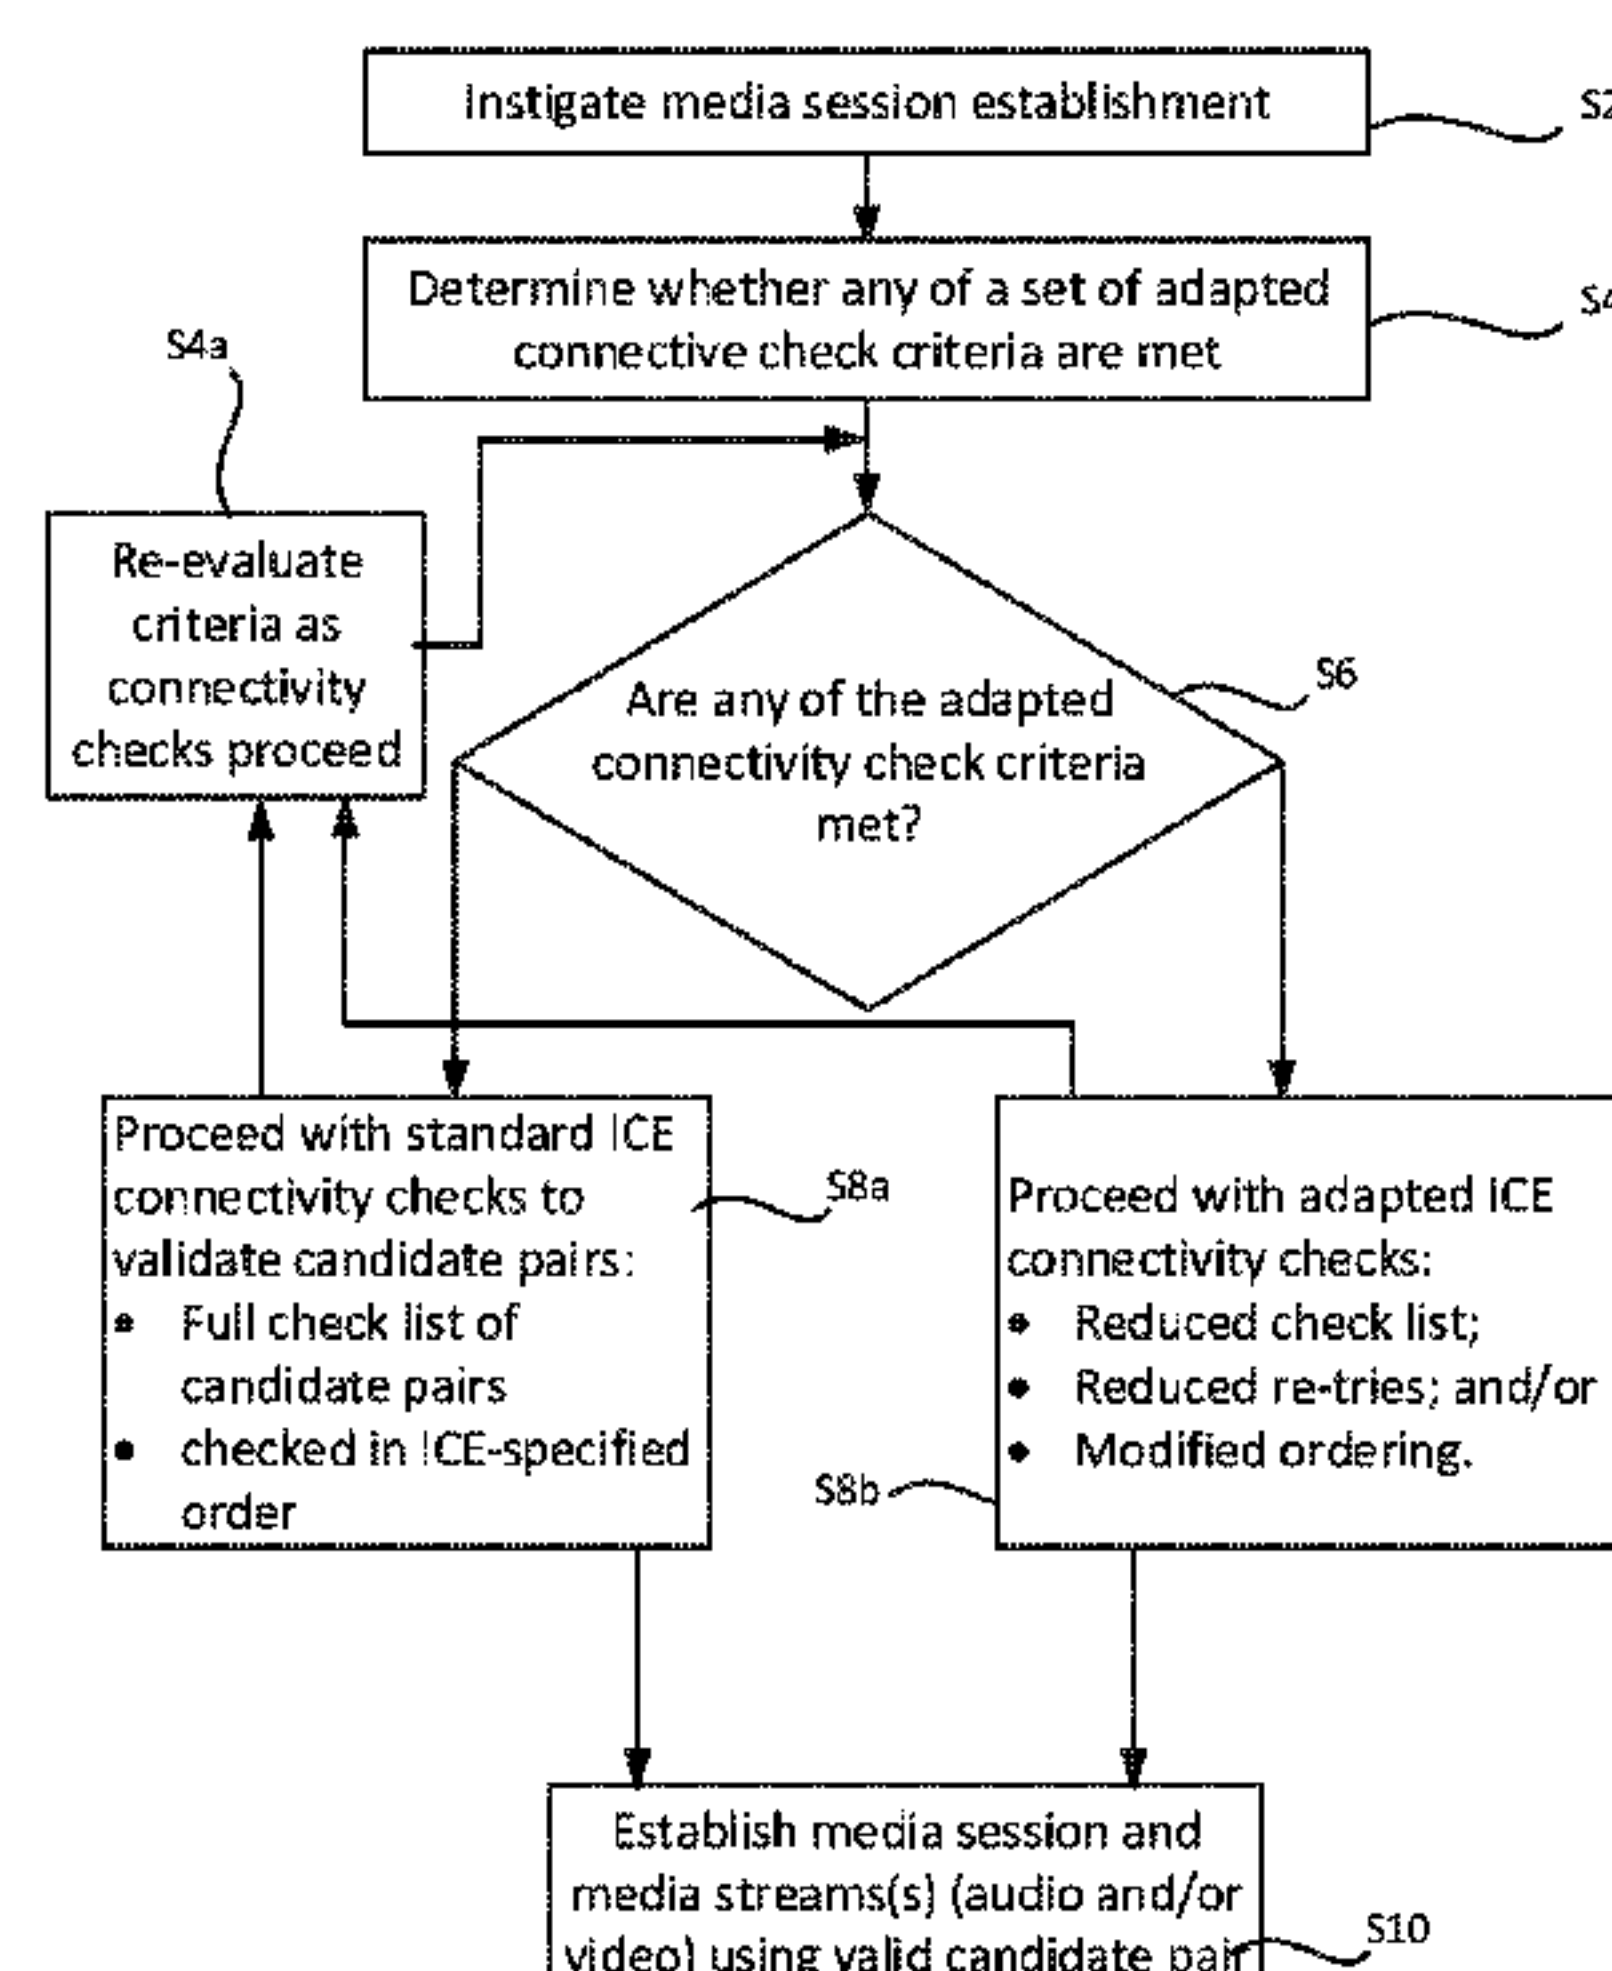 Instigate media session establishment
Determine whether any of a set of adapted
connective check criteria are met
S4a
Re-evaluate
criteria as
connectivity
checks proceed
Are any of the adapted
connectivity check criteria
met?
S6
Proceed with standard ICE
connectivity checks to
validate candidate pairs:
• Full check list of
candidate pairs
• checked in ICE-specified
order
S8a
Proceed with adapted ICE
connectivity checks:
• Reduced check list;
• Reduced re-tries; and/or
• Modified ordering.
S8b
Establish media session and
media streams(s) (audio and/or
video) using valid candidate pair
S10